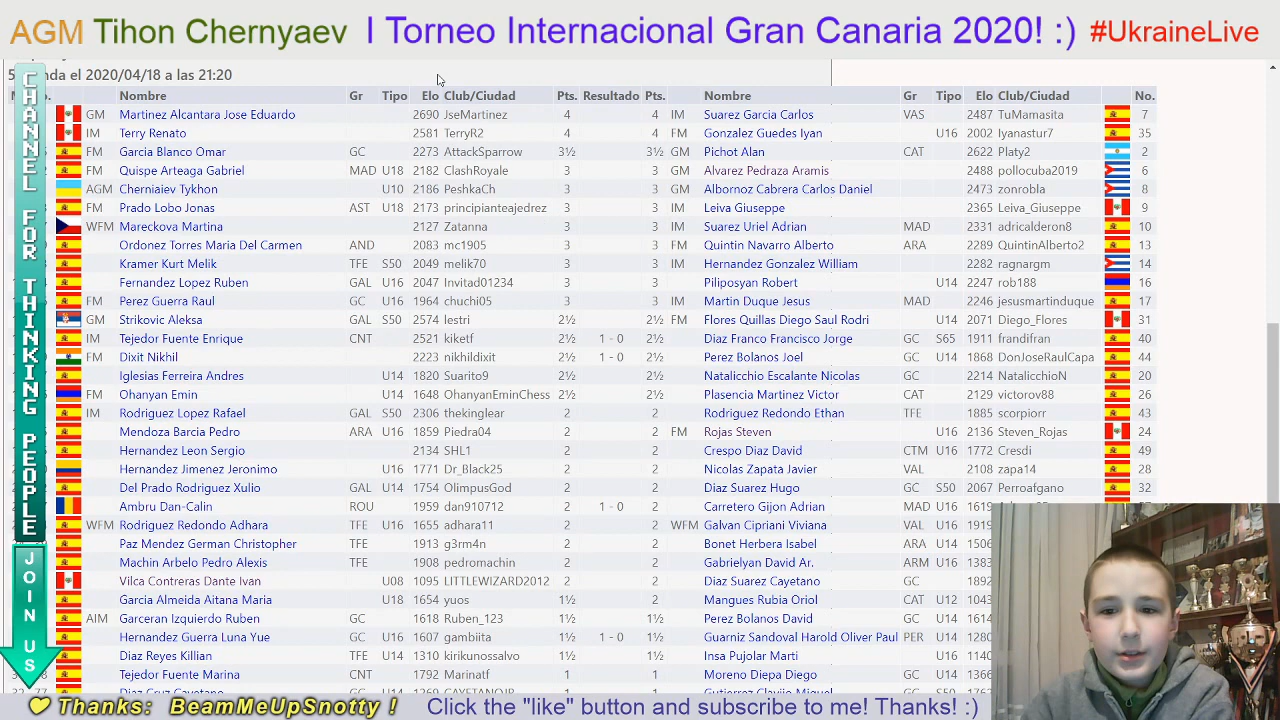 AGM Tihon Chernyaev I Torneo Internacional Gran Canaria 2020! :) #UkraineLive
da el 2020/04/18 a las 21:20
CHANNEL FOR THINKING PEOPLE
JOIN US
Nombre Gr Tipo Elo Club/Ciudad Pts. Resultado Pts. Nombre Gr Tipo Elo Club/Ciudad No.
GM Martinez Alcantara Jose Eduardo JseMartinez 4 4 IM Suarez Garcia Carlos VAS 2487 TuMamasita 7
IM Terry Renato 2581 TerryR2 4 4 FM Gonzalez Guedes Iyan U16 2002 Iyanastur7 35
FM Garcia Blanco Omar GC AttackSparrow 3½ 3½ GM Pichot Alan CAT 2622 Platy2 2
FM Quispe Arteaga Gabriel MAD ClashRoyale 3 3 IM Alvarez Pedraza Aramis 2488 pollocuba2019 6
AGM Cherniaev Tykhon U10 2186 3 3 GM Albornoz Cabrera Carlos Daniel 2473 zonrobla 8
FM Prado Lobo Jonas AST U18 3 3 IM Leiva Giuseppe 2365 Leiva_Giuseppe 9
WFM Mareckova Martina Zatanna 3 3 IM Suarez Uriel Adrian MAD 2331 adricalderon8 10
Ordonez Torres Maria Del Carmen AND 2083 mc1905 3 3 FM Quintin Navarro Alberto ARA 2289 QuintinAlberto2 13
Kramer Kurt Melik TFE S50 2049 melik70 3 3 IM Hernandez Gonzalez William 2282 ragnargm 14
Fernandez Lopez Ruben GAL U18 Invitad01234 3 3 Piliposyan Robert U14 2247 rob188 16
FM Perez Guerra Raul GC U16 1964 chuchi05 3 3 IM Martin Duque Jesus MAD 2246 jesusmartinduque 17
GM Strikovic Aleksa GAL S50 lestri 2½ 2½ FM Flores Quillas Diego Saul Rodri U14 2071 Diego_Flores 31
IM Tejedor Fuente Enrique CNT kiketf 2½ 1 - 0 2½ Diaz Franco Francisco Jorge GC S65 1911 frandifran 40
FM Dixit Nikhil 2223 nikhildixit 2½ 1 - 0 2½ Perez Bolanos Joel GC U14 1868 DonJoseRaulCapa 44
Iglesias Ferreira Andres U14 Suarito9 2½ 2½ Natalicchio Escalante Nicolas GC 2214 NatalicchioN 20
FM Ohanyan Emin U14 OhanyanEminChess 2½ 2½ Plasencia Martinez Victor CAT 2129 victorov88 26
IM Rodriguez Lopez Rafael GAL S50 2306 thekinglear 2 2 Rodriguez Redondo Ethan TFE 1885 scorpiorr 43
Mendoza Barcia Pedro ARA U16 Piedra04 2 2 FM Rojas Steven U16 2136 Steven_Rojas 24
Hernandez Leon Sergio SHL1 2 2 Crespo Diaz David CTM U16 1772 Cresdi 49
Hernandez Jimenez Jeronimo U16 1771 Dr_Black25 2 2 Nicolas Zapata Javier VAL 2108 zapa14 28
Del Prado Rodriguez Xulio GAL U14 1754 Olimpusred 2 2 Diaz Suarez Hugo GC S50 2067 Perroafgano 32
Ambru Dan-Calin ROU dan910712 2 1 - 0 2 Carretero Gijon Adrian MAD U16
WFM Rodriguez Redondo Adhara TFE U16 1655 adhara11 2 2 WFM Galvan Cipriani Viviana VAL U16
Paz Mendez German Christopher TFE 1913 g3rm4n 2 2 Bort Hernani Isabel ARA U14
Machin Arbelo Pedro Alexis TFE 1908 pedromachin 2 2 Gabrielyan David Ar. ARM U16
Vilca Contreras Dante Ivan U08 1095 LITTLEWIZARD2012 2 2 Diaz Suarez Cayetano GC 1892
Garcia Almeida Aitana Maria U18 1654 yuos 1½ 2 Mangues Rubia Oriol CAT U12
AIM Garceran Izquierdo Ruben GC 1618 Ruben_123 1½ 1½ Perez Bolanos David GC U14
Hernandez Guerra Luna Yue GC U16 1607 gambiita 1½ 1 - 0 1½ Guarniz Sandoval Harold Oliver Paul PER U14 1280
Diaz Reyes Killian TFE U14 1310 kirikunosetxo 1½ 1½ Insa Pujol Marti U16
Tejedor Fuente Marina CNT 1792 Marinatf 1 1 Moreno Diaz Diego GC U14
Thanks: BeamMeUpSnotty ! Click the "like" button and subscribe to me! Thanks! :)